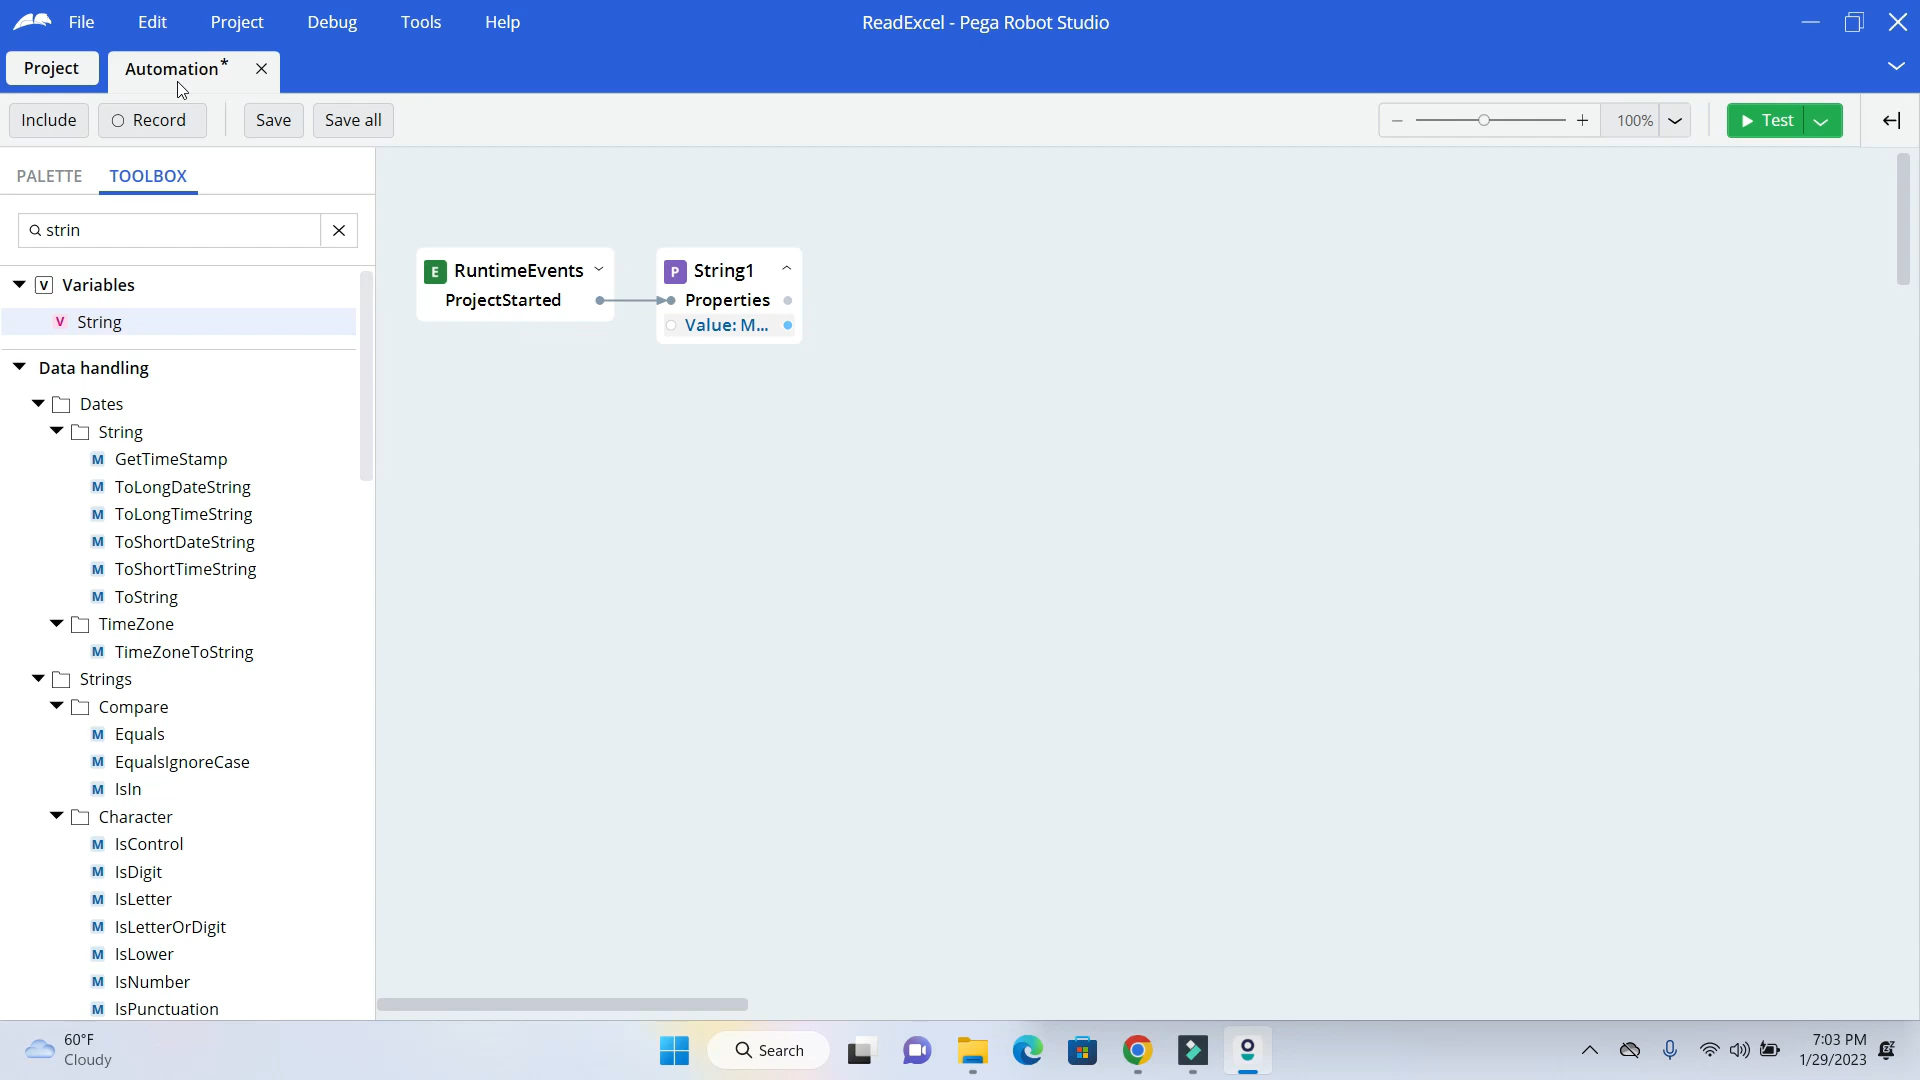 File Edit Project Debug Tools Help ReadExcel - Pega Robot Studio
Project Automation*
Include Record Save Save all 100% Test
PALETTE TOOLBOX
strin
Variables
V String
Data handling
Dates
String
M GetTimeStamp
M ToLongDateString
M ToLongTimeString
M ToShortDateString
M ToShortTimeString
M ToString
TimeZone
M TimeZoneToString
Strings
Compare
M Equals
M EqualsIgnoreCase
M IsIn
Character
M IsControl
M IsDigit
M IsLetter
M IsLetterOrDigit
M IsLower
M IsNumber
M IsPunctuation
E RuntimeEvents
ProjectStarted
P String1
Properties
Value: M...
60°F
Cloudy
Search
7:03 PM
1/29/2023